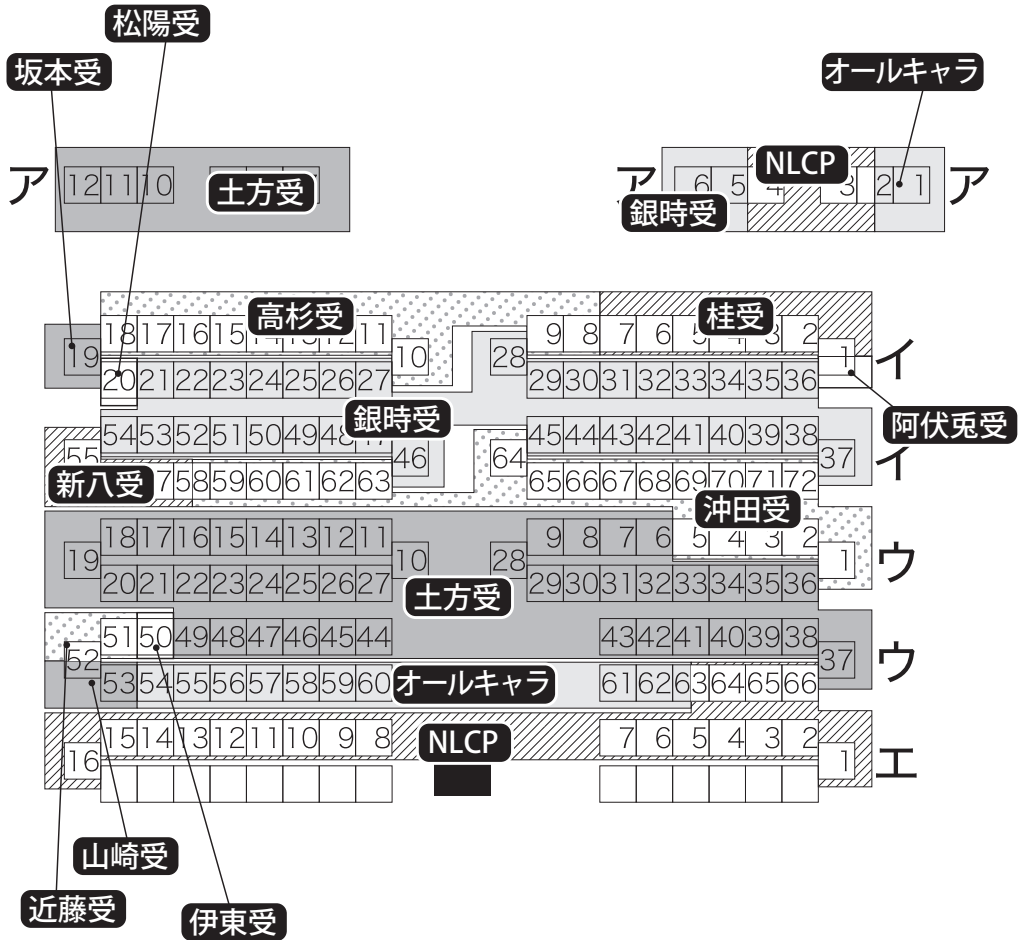 松陽受
坂本受
オールキャラ
ア 12 11 10 土方受
ア 6 5 4 NLCP 3 2 1 ア
銀時受
高杉受 桂受
18 17 16 15 14 13 12 11 9 8 7 6 5 4 3 2
19 10 28 1 イ
20 21 22 23 24 25 26 27 29 30 31 32 33 34 35 36
銀時受 阿伏兎受
54 53 52 51 50 49 48 47 45 44 43 42 41 40 39 38
55 46 64 37 イ
新八受 7 58 59 60 61 62 63 65 66 67 68 69 70 71 72
沖田受
18 17 16 15 14 13 12 11 9 8 7 6 5 4 3 2
19 10 28 1 ウ
20 21 22 23 24 25 26 27 29 30 31 32 33 34 35 36
土方受
51 50 49 48 47 46 45 44 43 42 41 40 39 38
52 37 ウ
53 54 55 56 57 58 59 60 オールキャラ 61 62 63 64 65 66
15 14 13 12 11 10 9 8 NLCP 7 6 5 4 3 2
16 1 エ
山崎受
近藤受
伊東受